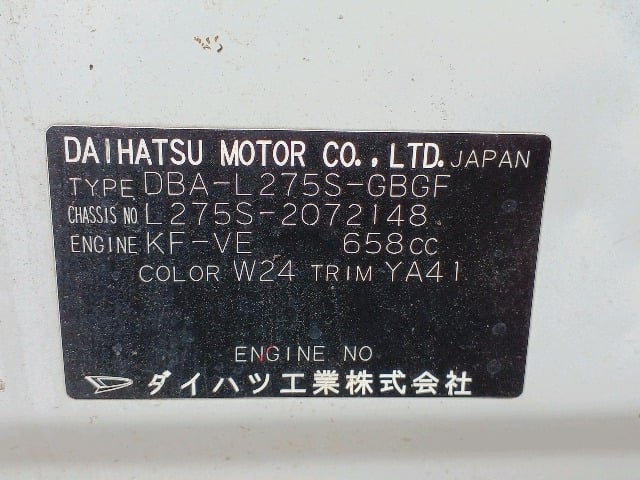 DAIHATSU MOTOR CO.,LTD. JAPAN
TYPE DBA-L275S-GBGF
CHASSIS NO L275S-2072148
ENGINE KF-VE 658CC
COLOR W24 TRIM YA41
ENGINE NO
ダイハツ工業株式会社